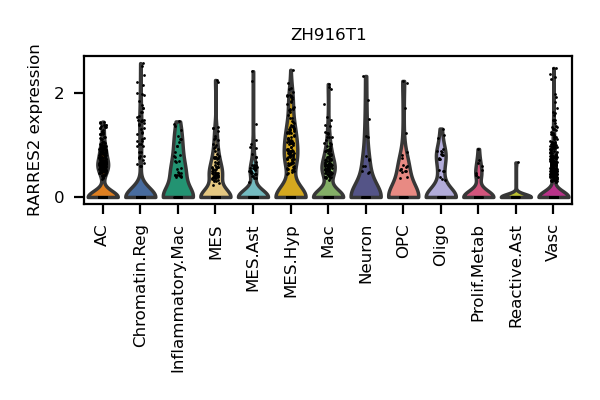 ZH916T1
RARRES2 expression
2
0
AC
Chromatin.Reg
Inflammatory.Mac
MES
MES.Ast
MES.Hyp
Mac
Neuron
OPC
Oligo
Prolif.Metab
Reactive.Ast
Vasc